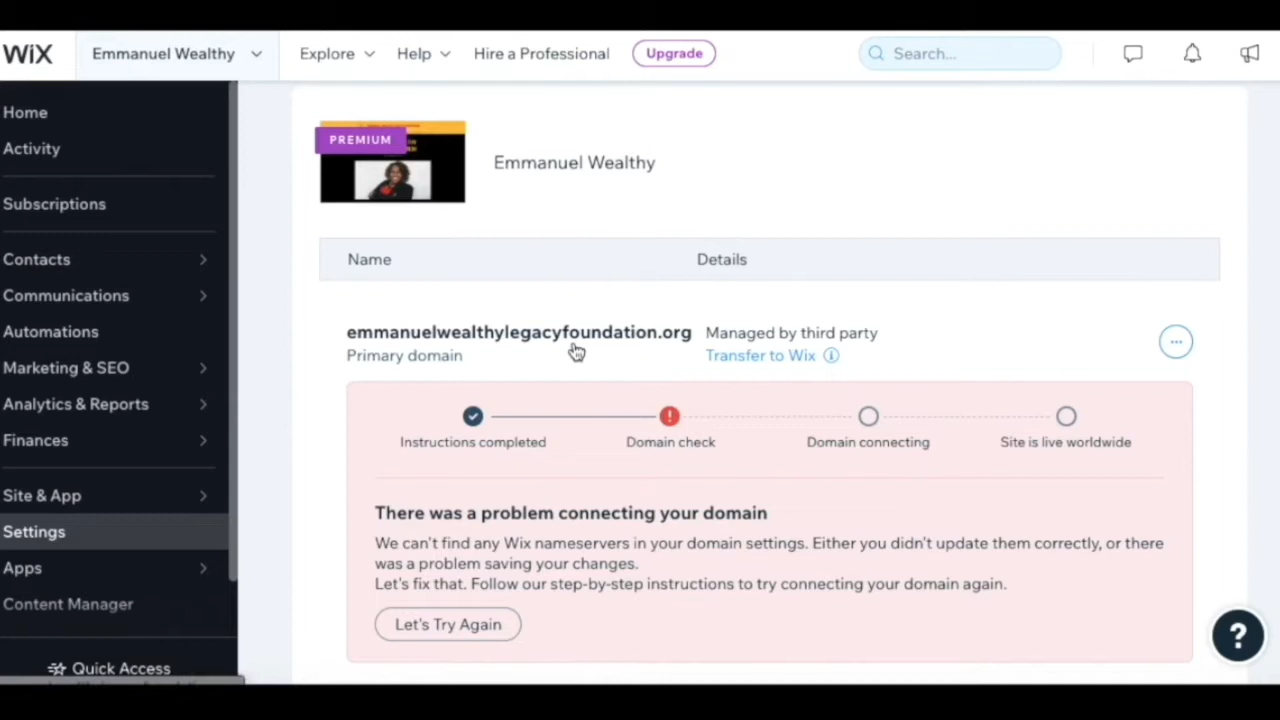 WiX
Emmanuel Wealthy
Explore
Help
Hire a Professional
Upgrade
Search...
Home
Activity
Subscriptions
Contacts
Communications
Automations
Marketing & SEO
Analytics & Reports
Finances
Site & App
Settings
Apps
Content Manager
Quick Access
PREMIUM
Emmanuel Wealthy
Name
Details
emmanuelwealthylegacyfoundation.org
Managed by third party
Primary domain
Transfer to Wix
Instructions completed
Domain check
Domain connecting
Site is live worldwide
There was a problem connecting your domain
We can't find any Wix nameservers in your domain settings. Either you didn't update them correctly, or there
was a problem saving your changes.
Let's fix that. Follow our step-by-step instructions to try connecting your domain again.
Let's Try Again
?